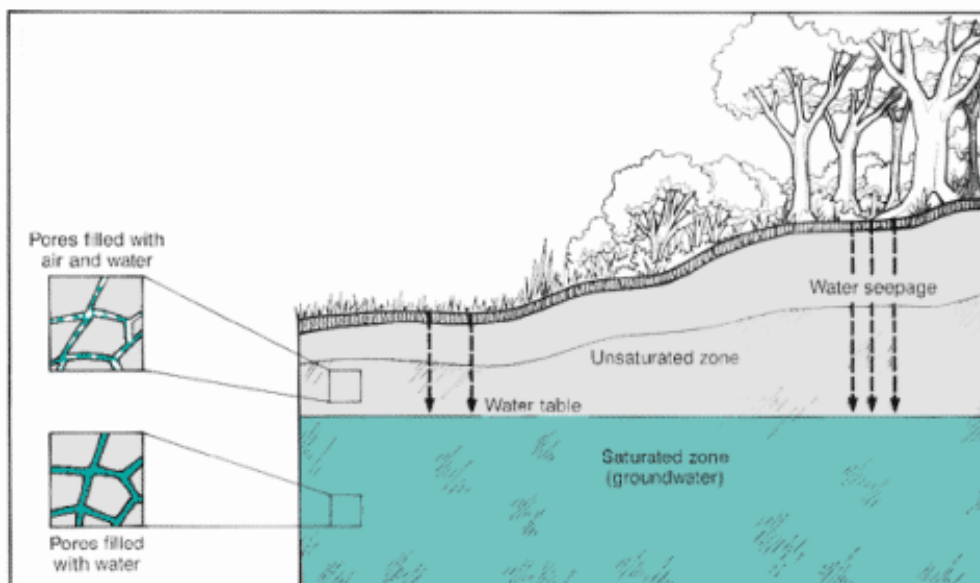 Pores filled with
air and water
Water seepage
Unsaturated zone
Water table
Saturated zone
(groundwater)
Pores filled
with water